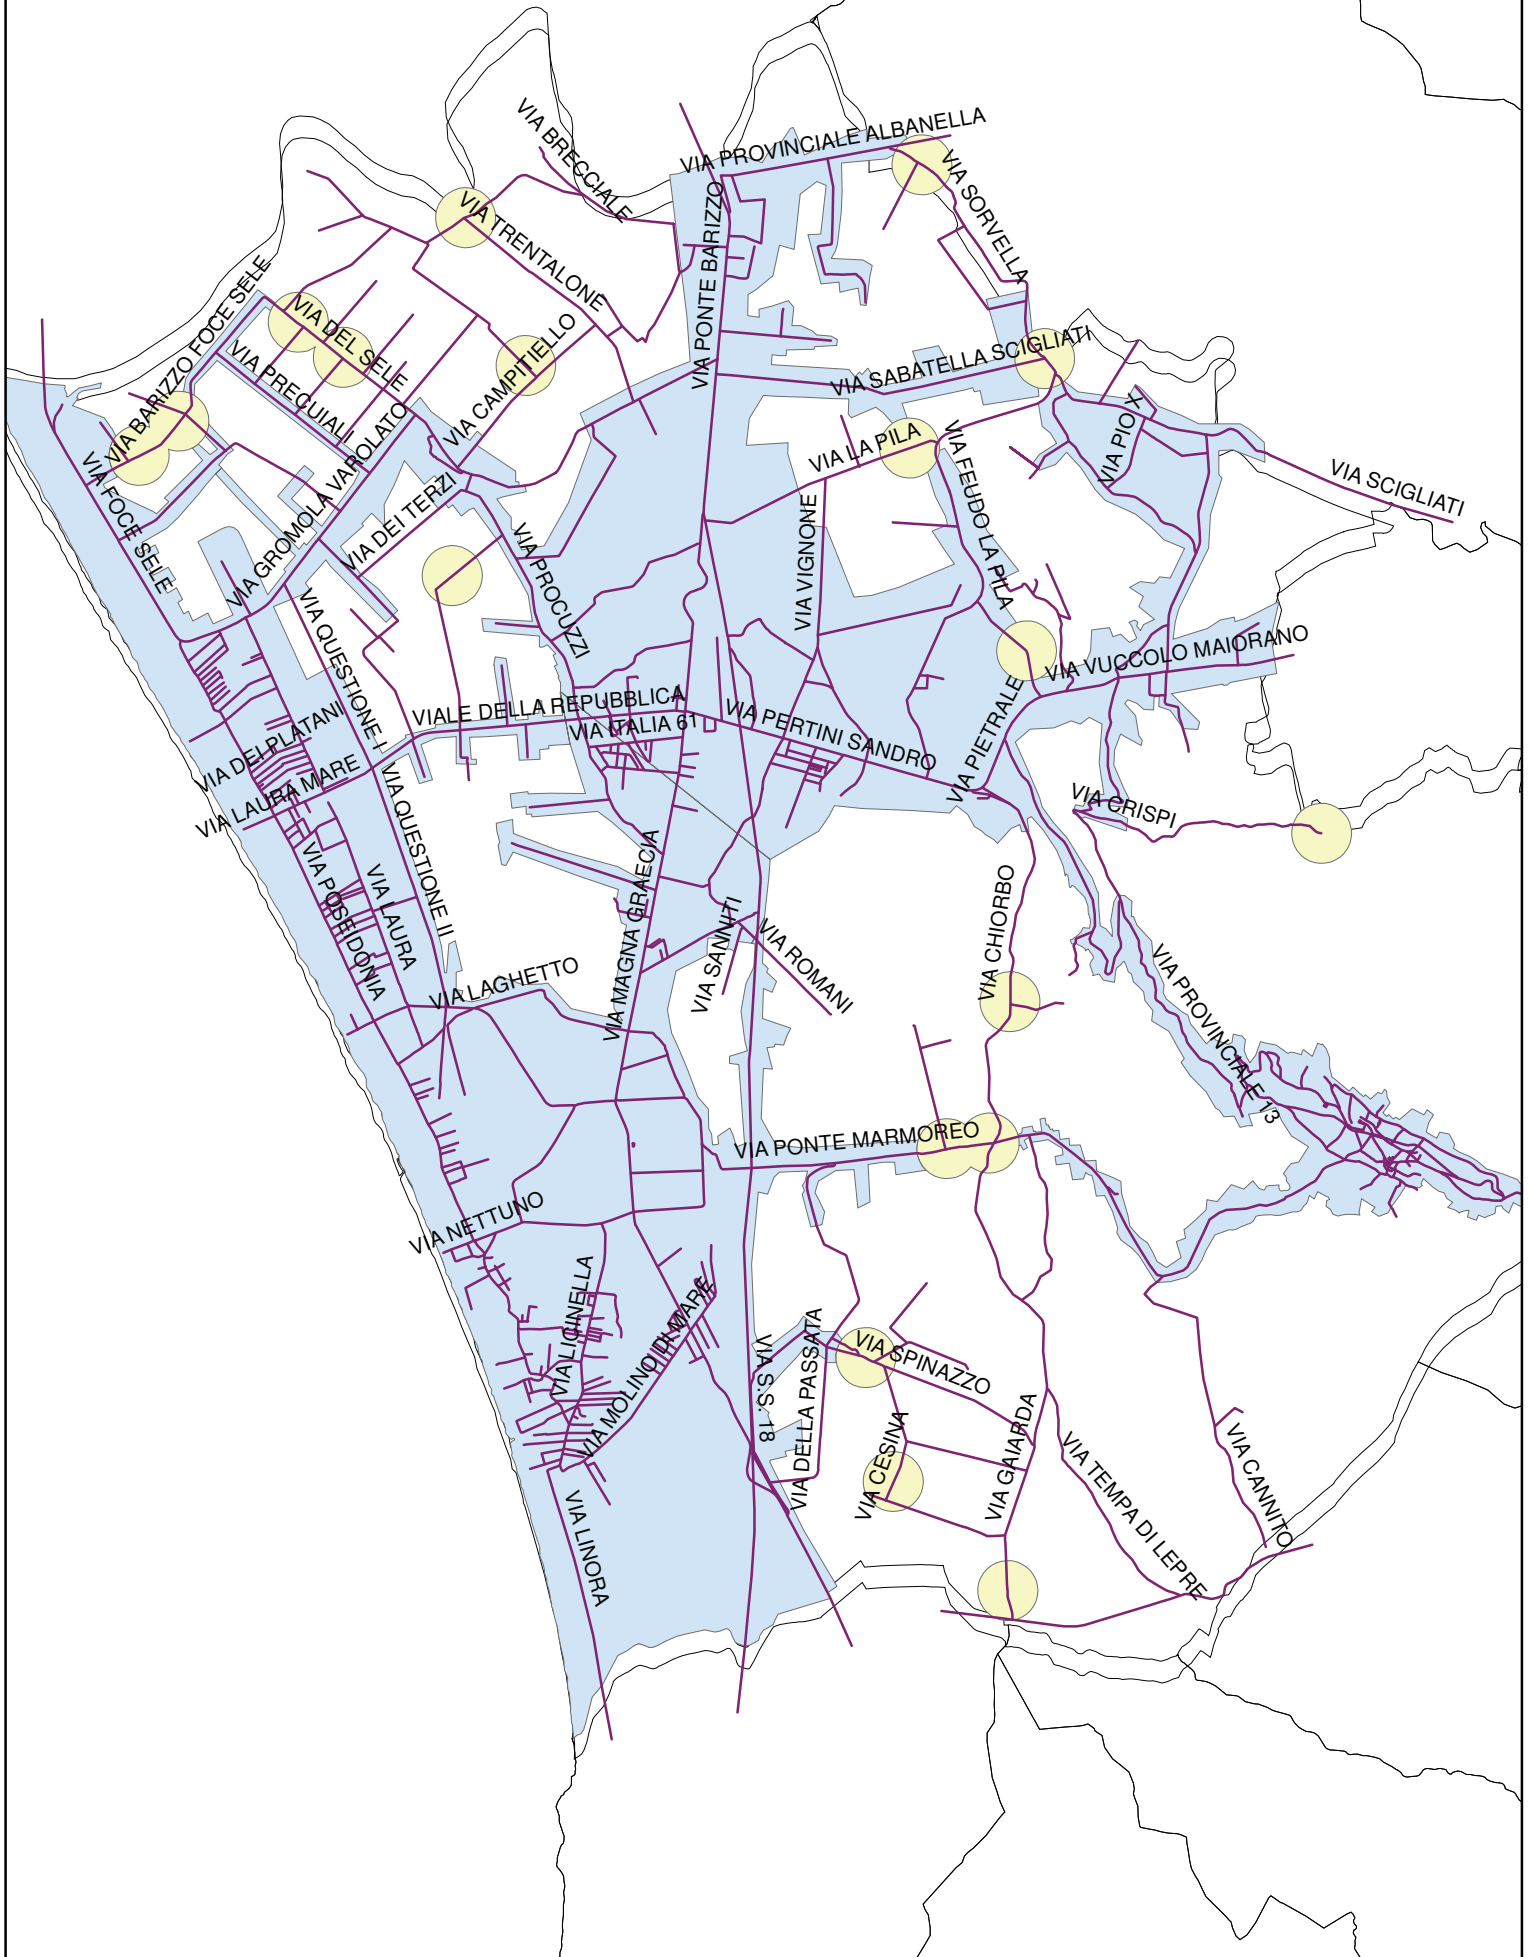 VIA BRECCIALE
VIA PROVINCIALE ALBANELLA
VIA SORVELLA
VIA TRENTALONE
VIA PONTE BARIZZO
VIA BARIZZO FOCE SELE
VIA DEL SELE
VIA PRECUIALI
VIA CAMPITIELLO
VIA SABATELLA SCIGLIATI
VIA PIO X
VIA SCIGLIATI
VIA LA PILA
VIA FEUDO LA PILA
VIA FOCE SELE
VIA GROMOLA VAROLATO
VIA DEI TERZI
VIA PROCUZZI
VIA VIGNONE
VIA QUESTIONE I
VIA VUCCOLO MAIORANO
VIALE DELLA REPUBBLICA
VIA ITALIA 61
VIA PERTINI SANDRO
VIA PIETRALE
VIA DEI PLATANI
VIA LAURA MARE
VIA QUESTIONE II
VIA CRISPI
VIA POSEIDONIA
VIA LAURA
VIA MAGNA GRAECIA
VIA SANNITI
VIA ROMANI
VIA CHIORBO
VIA LAGHETTO
VIA PROVINCIALE 13
VIA PONTE MARMOREO
VIA NETTUNO
VIA LICINELLA
VIA MOLINO DI MARE
VIA S.S. 18
VIA DELLA PASSATA
VIA SPINAZZO
VIA CESINA
VIA GAIARDA
VIA TEMPA DI LEPRE
VIA CANNITO
VIA LINORA